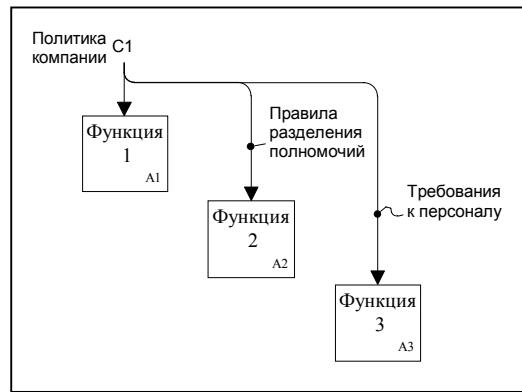 Политика
компании C1
Функция
1
A1
Правила
разделения
полномочий
Функция
2
A2
Требования
к персоналу
Функция
3
A3